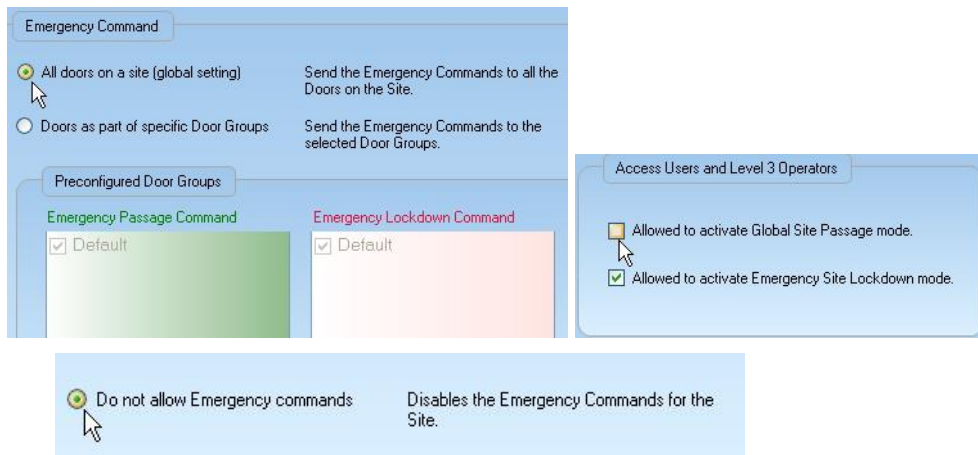 Emergency Command
All doors on a site (global setting)
Send the Emergency Commands to all the
Doors on the Site.
Doors as part of specific Door Groups
Send the Emergency Commands to the
selected Door Groups.
Preconfigured Door Groups
Emergency Passage Command
Emergency Lockdown Command
Default
Default
Access Users and Level 3 Operators
Allowed to activate Global Site Passage mode.
Allowed to activate Emergency Site Lockdown mode.
Do not allow Emergency commands
Disables the Emergency Commands for the
Site.